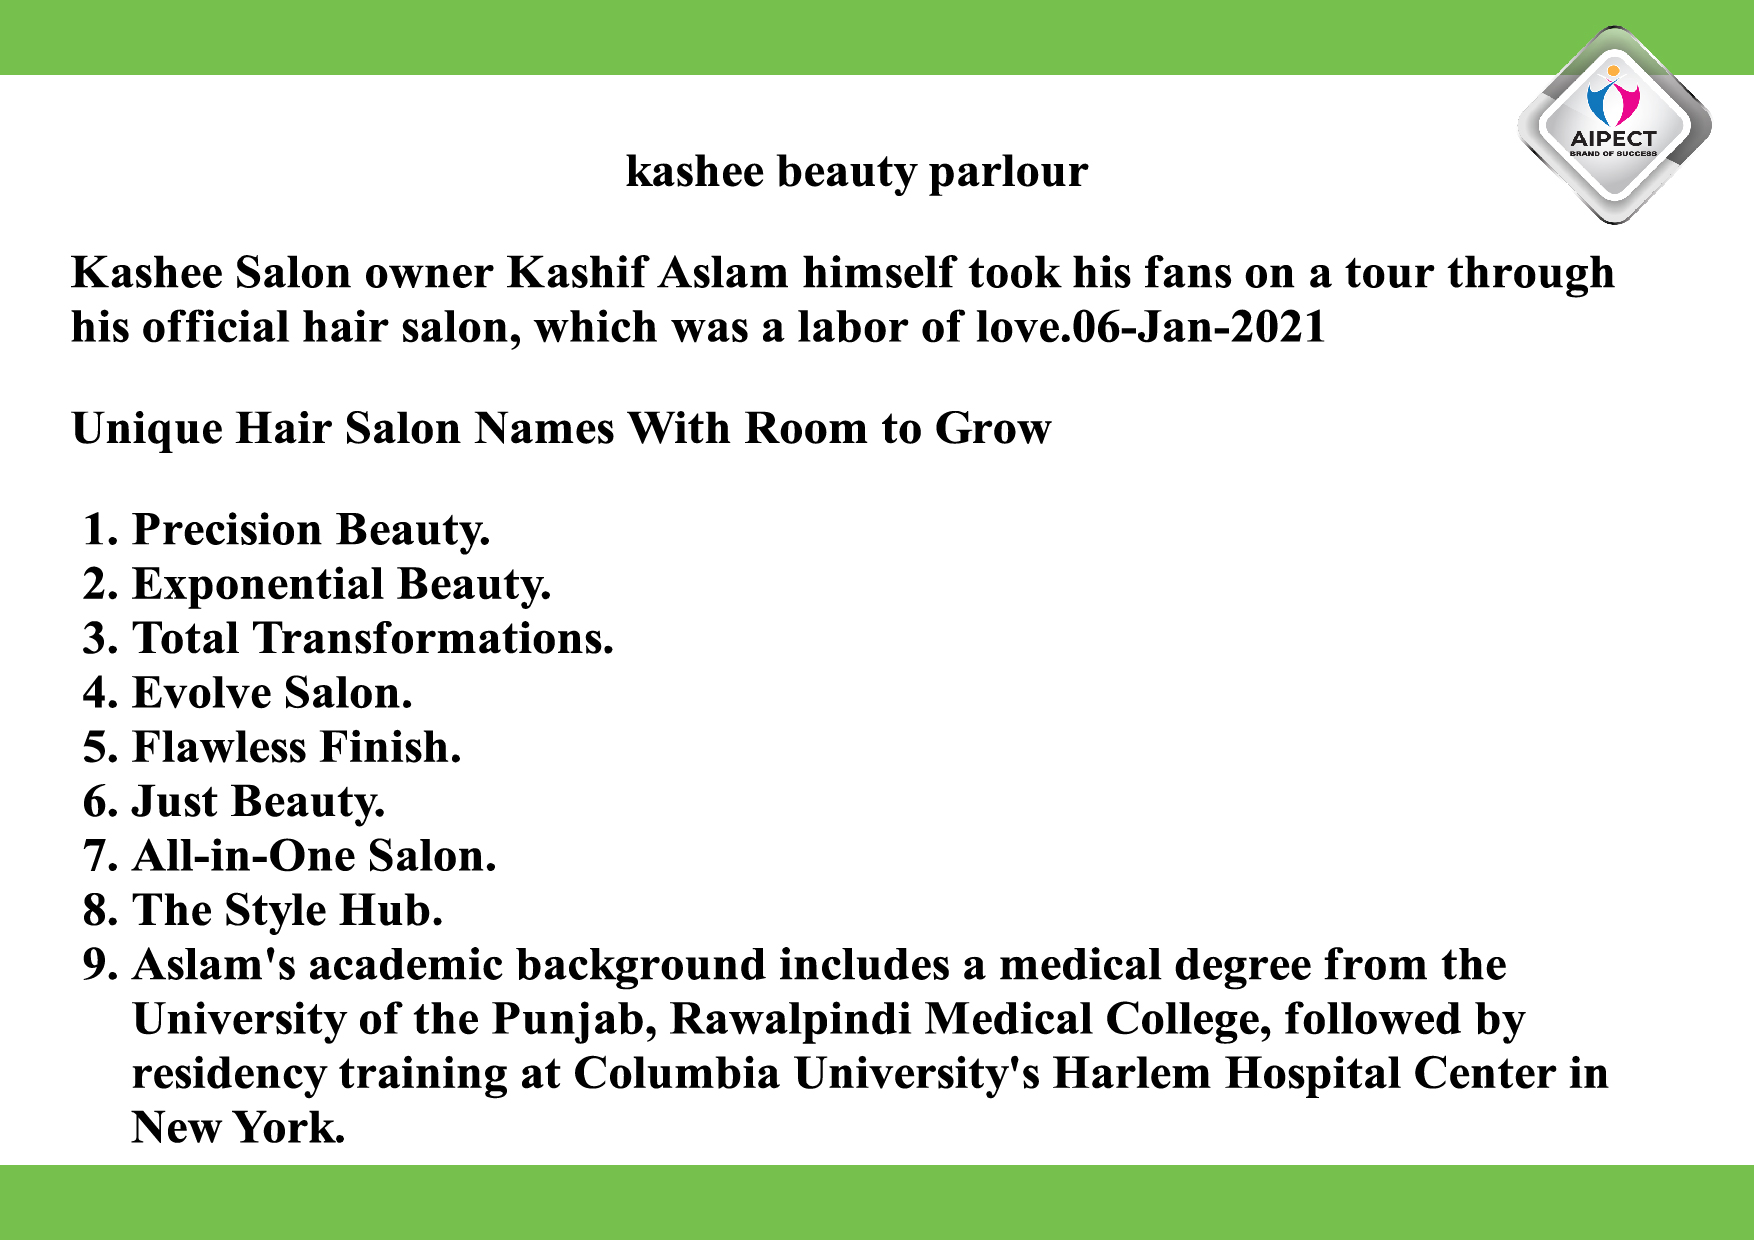 AIPECT
BRAND OF SUCCESS
kashee beauty parlour
Kashee Salon owner Kashif Aslam himself took his fans on a tour through
his official hair salon, which was a labor of love.06-Jan-2021
Unique Hair Salon Names With Room to Grow
1. Precision Beauty.
2. Exponential Beauty.
3. Total Transformations.
4. Evolve Salon.
5. Flawless Finish.
6. Just Beauty.
7. All-in-One Salon.
8. The Style Hub.
9. Aslam's academic background includes a medical degree from the
University of the Punjab, Rawalpindi Medical College, followed by
residency training at Columbia University's Harlem Hospital Center in
New York.